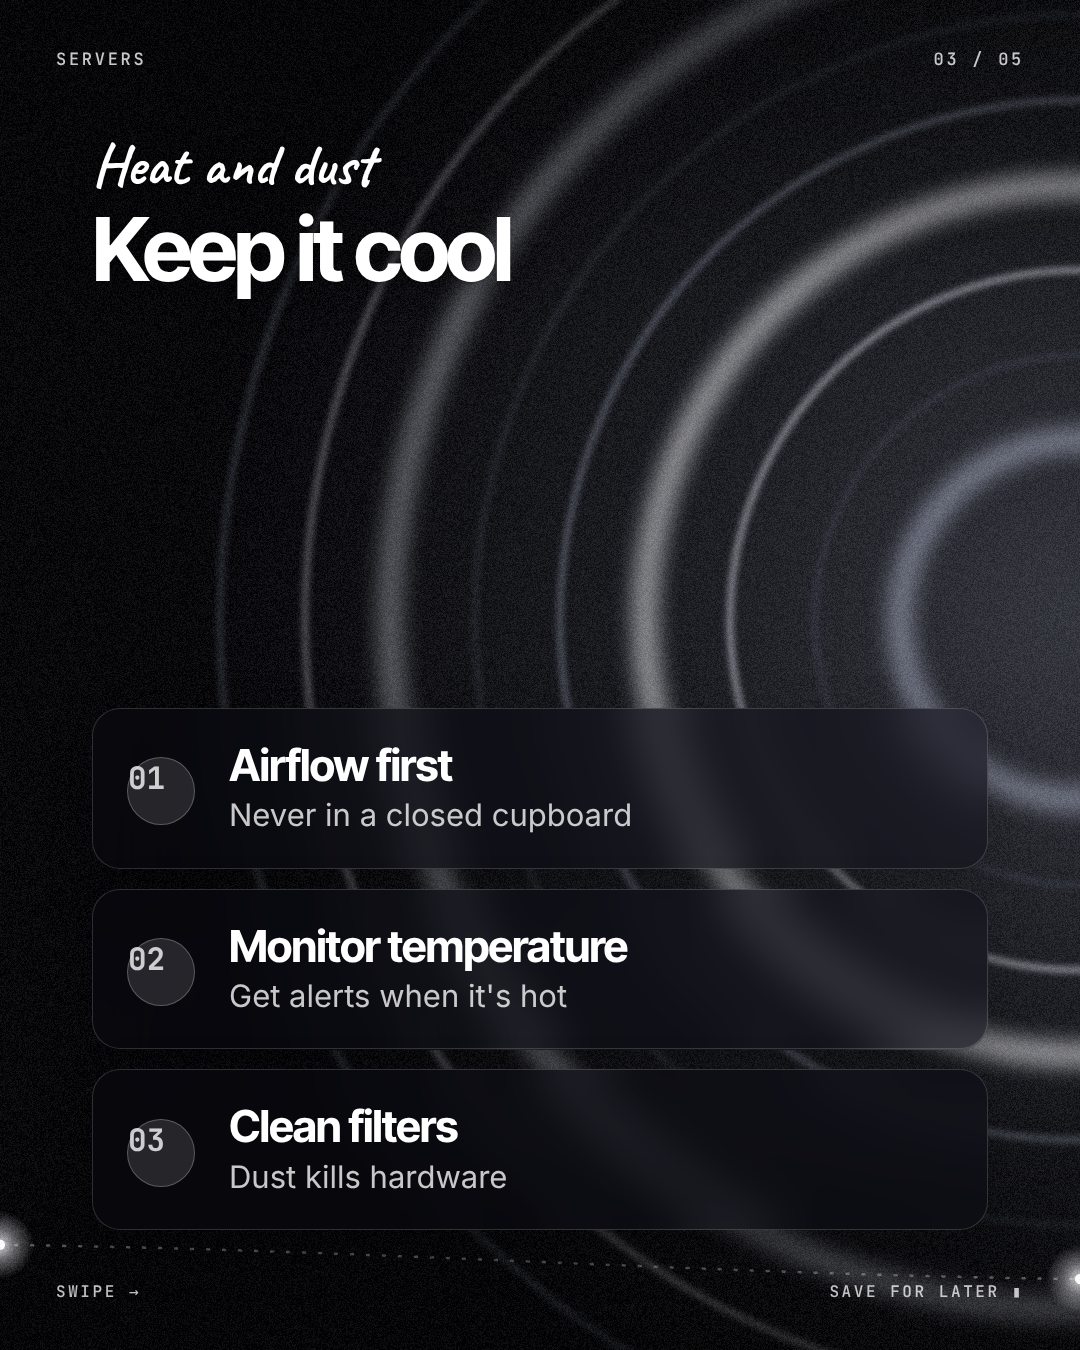 SERVERS
03 / 05
Heat and dust
Keep it cool
01
Airflow first
Never in a closed cupboard
02
Monitor temperature
Get alerts when it's hot
03
Clean filters
Dust kills hardware
SWIPE →
SAVE FOR LATER ▮